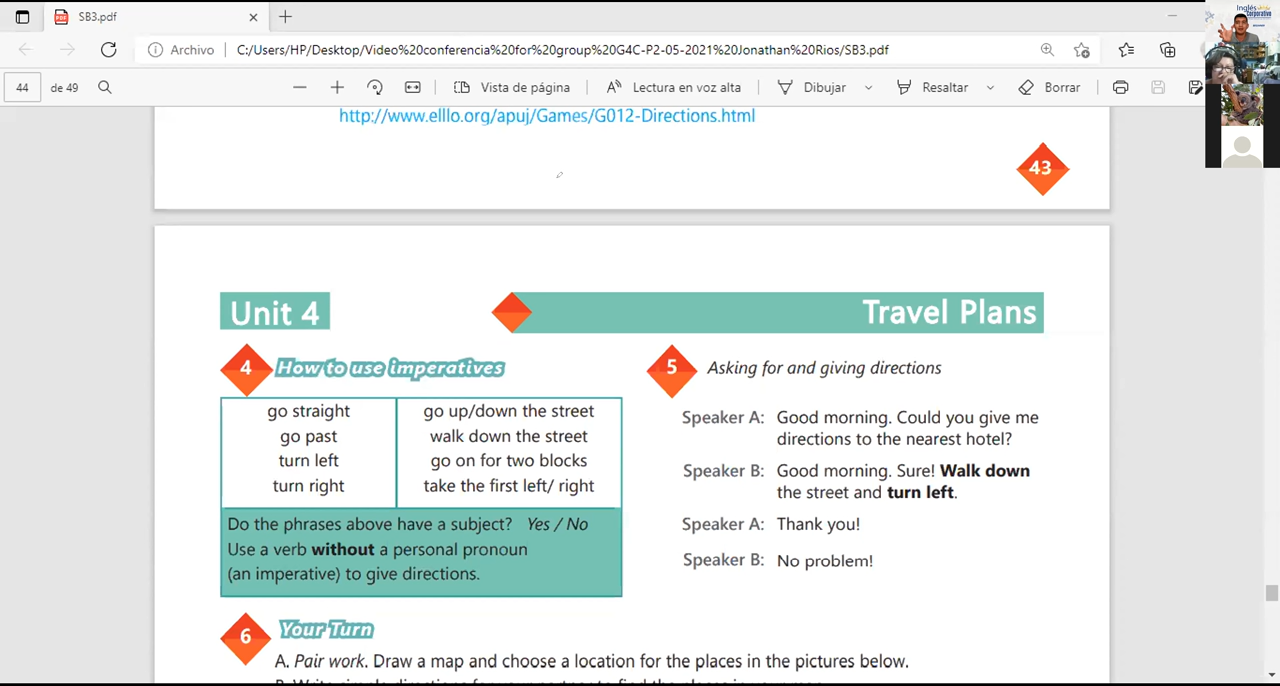 SB3.pdf
Archivo
C:/Users/HP/Desktop/Video%20conferencia%20for%20group%20G4C-P2-05-2021%20Jonathan%20Rios/SB3.pdf
44
de 49
Vista de página
Lectura en voz alta
Dibujar
Resaltar
Borrar
Inglés
corporativo
http://www.elllo.org/apuj/Games/G012-Directions.html
43
Unit 4
Travel Plans
4
How to use imperatives
go straight
go past
turn left
turn right
go up/down the street
walk down the street
go on for two blocks
take the first left/ right
Do the phrases above have a subject? Yes / No
Use a verb without a personal pronoun
(an imperative) to give directions.
5
Asking for and giving directions
Speaker A: Good morning. Could you give me
directions to the nearest hotel?
Speaker B: Good morning. Sure! Walk down
the street and turn left.
Speaker A: Thank you!
Speaker B: No problem!
6
Your Turn
A. Pair work. Draw a map and choose a location for the places in the pictures below.